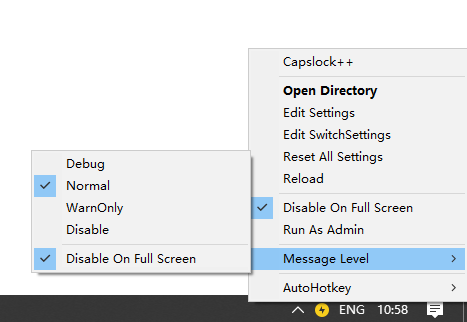 Capslock++
Open Directory
Edit Settings
Edit SwitchSettings
Reset All Settings
Reload
Disable On Full Screen
Run As Admin
Message Level
AutoHotkey
Debug
Normal
WarnOnly
Disable
Disable On Full Screen
ENG 10:58